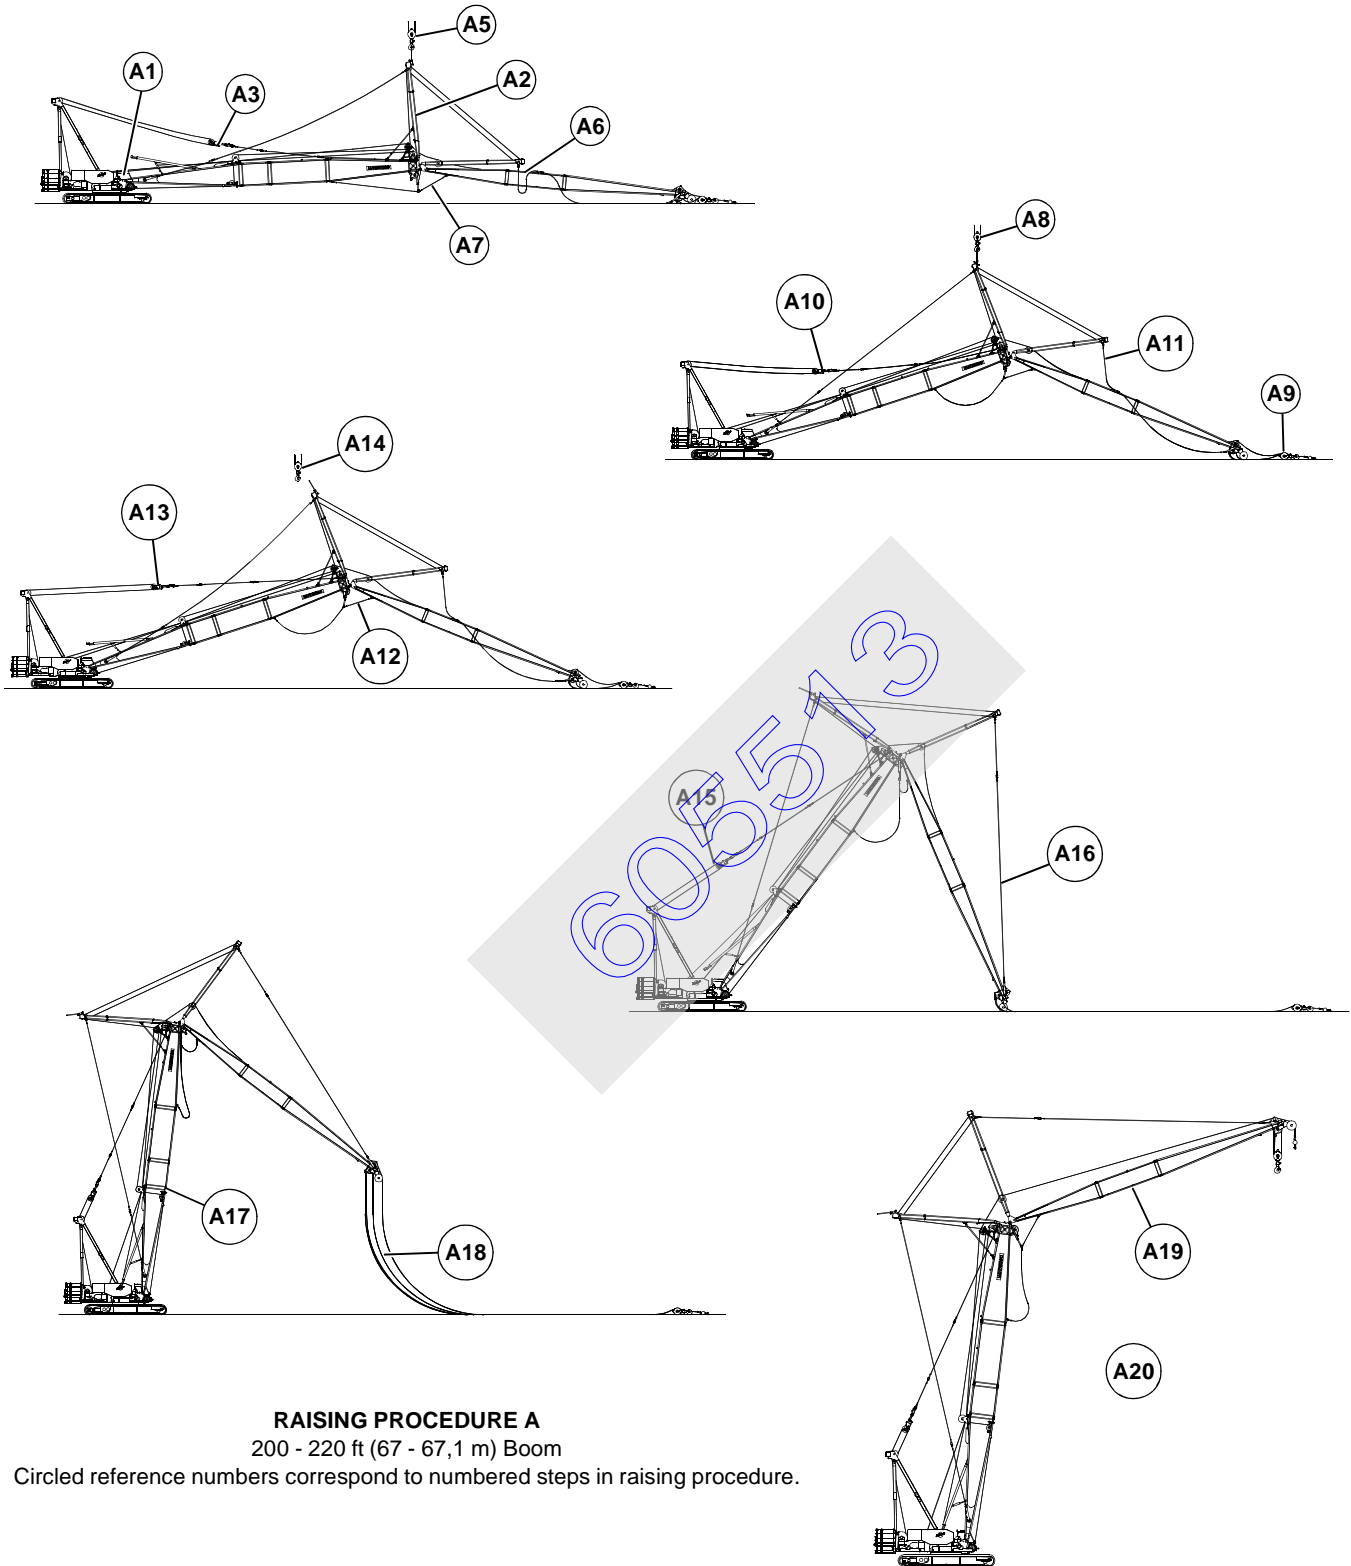 A5
A1
A2
A3
A6
A7
A8
A10
A11
A9
A14
A13
A12
605513
A15
A16
A17
A18
A19
A20
RAISING PROCEDURE A
200 - 220 ft (67 - 67,1 m) Boom
Circled reference numbers correspond to numbered steps in raising procedure.